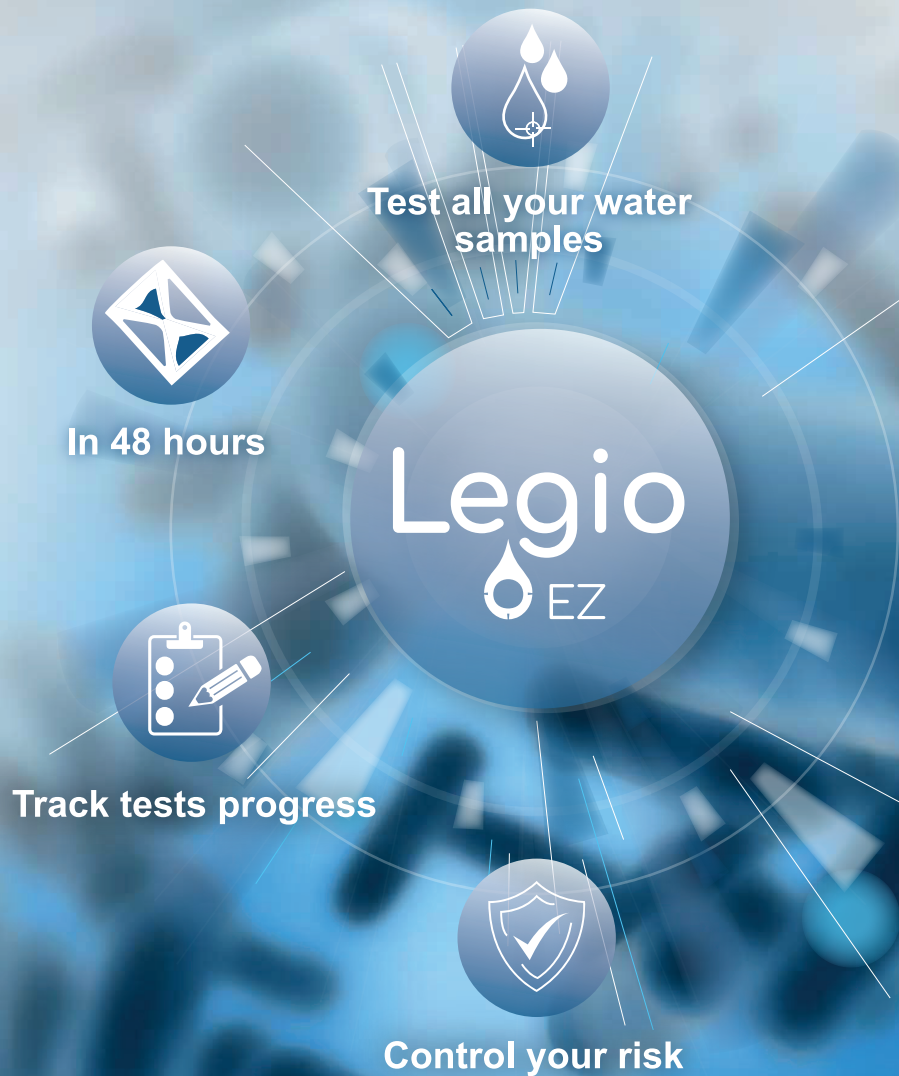 Test all your water
samples
In 48 hours
Legio
EZ
Track tests progress
Control your risk